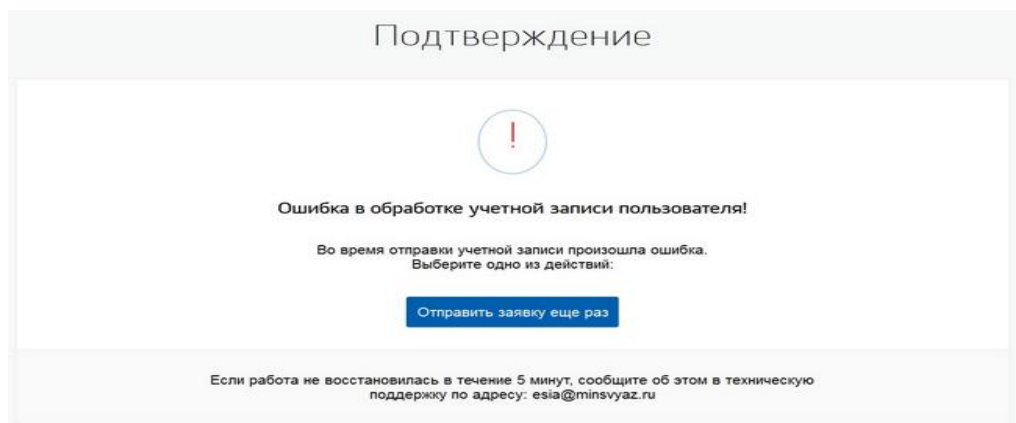 Подтверждение
!
Ошибка в обработке учетной записи пользователя!
Во время отправки учетной записи произошла ошибка.
Выберите одно из действий:
Отправить заявку еще раз
Если работа не восстановилась в течение 5 минут, сообщите об этом в техническую
поддержку по адресу: esia@minsvyaz.ru